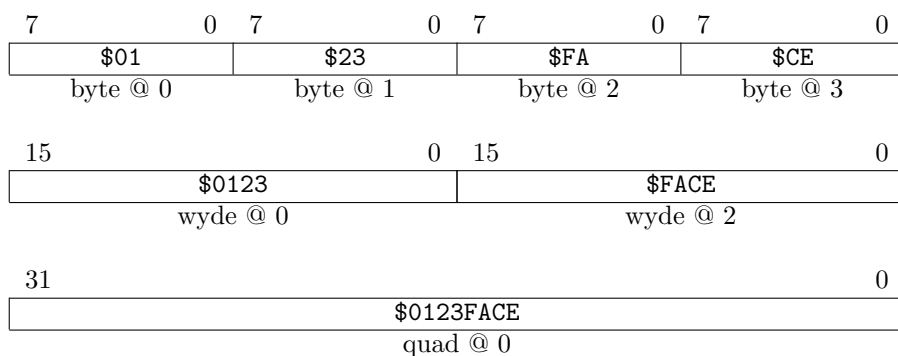 7 0 7 0 7 0 7 0
$01 $23 $FA $CE
byte @ 0 byte @ 1 byte @ 2 byte @ 3
15 0 15 0
$0123 $FACE
wyde @ 0 wyde @ 2
31 0
$0123FACE
quad @ 0